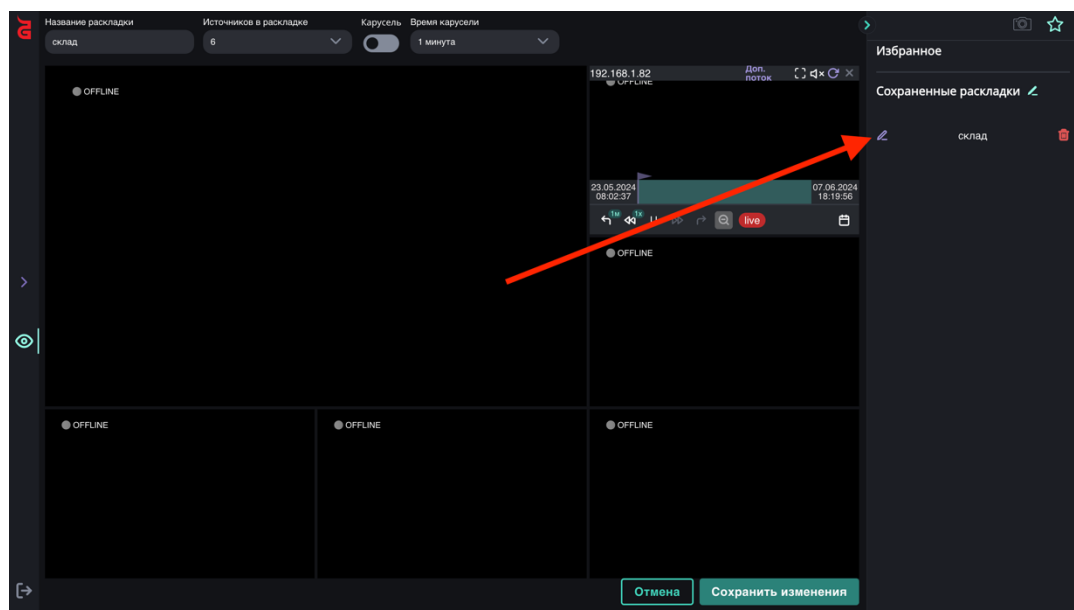 Название раскладки
Источников в раскладке
Карусель
Время карусели
склад
6
1 минута
Избранное
Сохраненные раскладки
склад
OFFLINE
192.168.1.82
Доп.
поток
OFFLINE
23.05.2024
08:02:37
07.06.2024
18:19:56
1м
1x
live
OFFLINE
OFFLINE
OFFLINE
OFFLINE
Отмена
Сохранить изменения